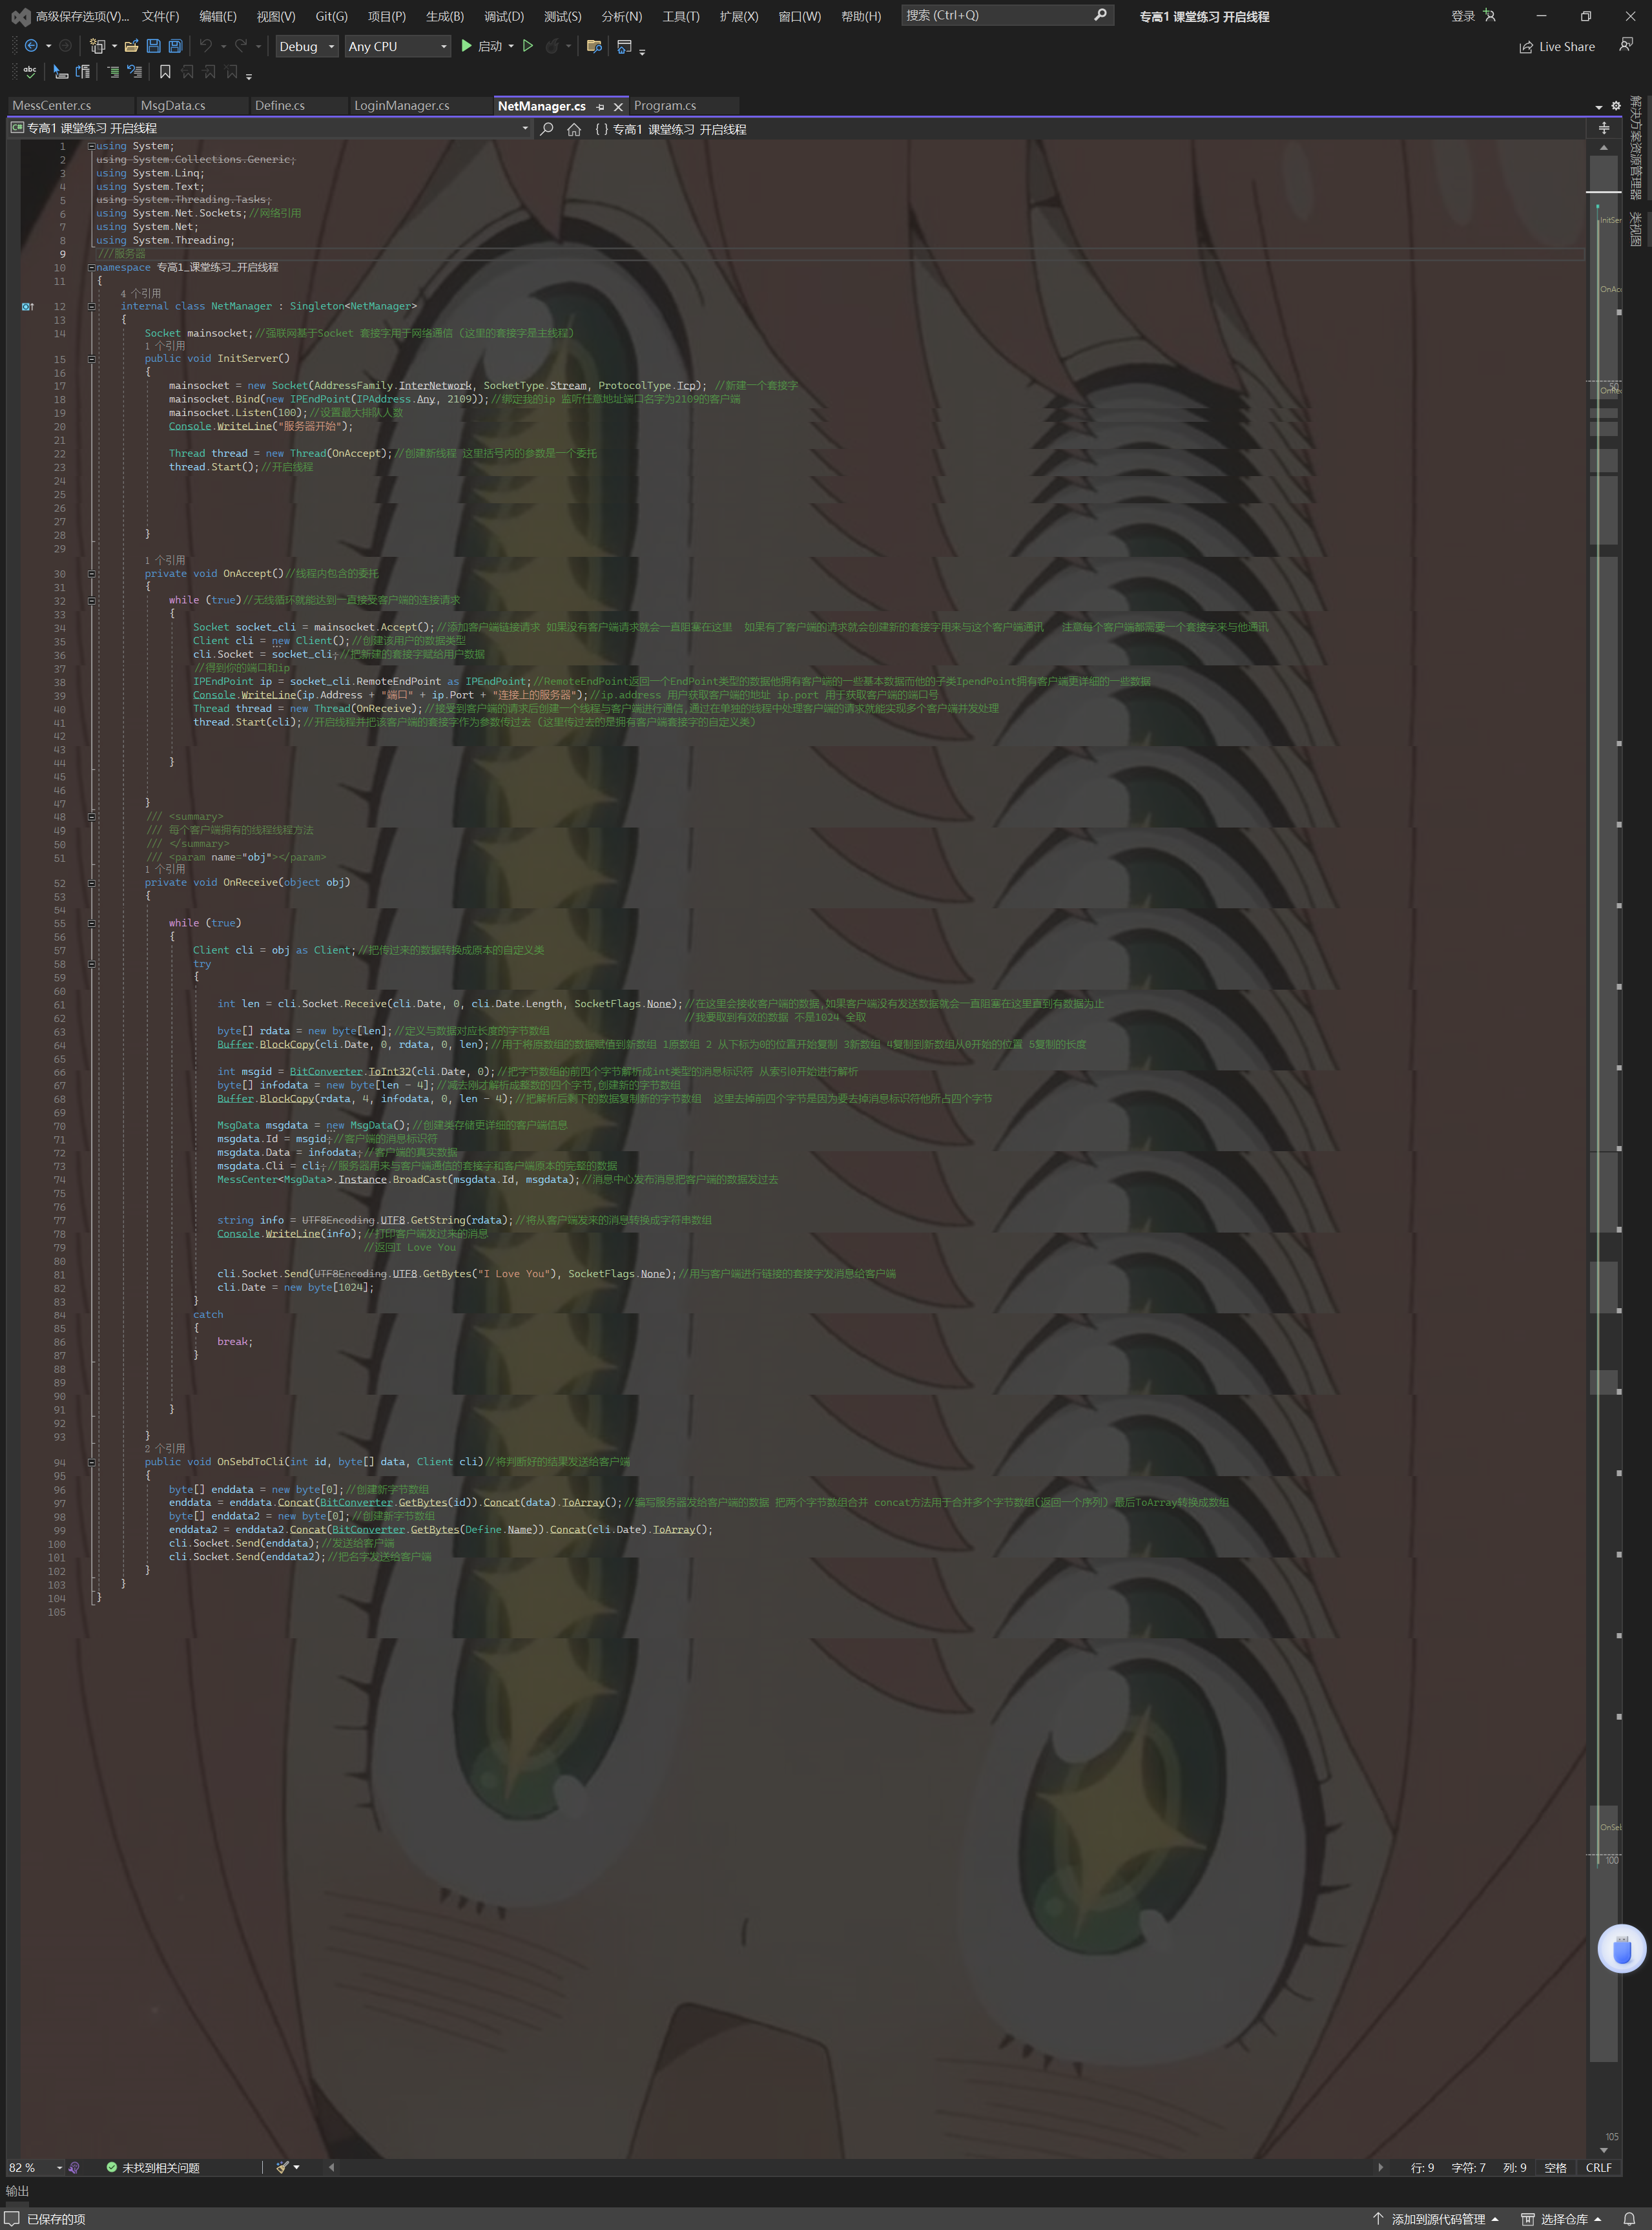 高级保存选项(V)... 文件(F) 编辑(E) 视图(V) Git(G) 项目(P) 生成(B) 调试(D) 测试(S) 分析(N) 工具(T) 扩展(X) 窗口(W) 帮助(H) 搜索 (Ctrl+Q) 专高1 课堂练习 开启线程 登录
Debug Any CPU 启动 Live Share
MessCenter.cs MsgData.cs Define.cs LoginManager.cs NetManager.cs Program.cs
解决方案资源管理器
类视图
专高1 课堂练习 开启线程 { } 专高1 课堂练习 开启线程
1 using System;
2 using System.Collections.Generic;
3 using System.Linq;
4 using System.Text;
5 using System.Threading.Tasks;
6 using System.Net.Sockets;//网络引用
7 using System.Net;
8 using System.Threading;
9 ///服务器
10 namespace 专高1_课堂练习_开启线程
11 {
4 个引用
12 internal class NetManager : Singleton<NetManager>
13 {
14 Socket mainsocket;//强联网基于Socket 套接字用于网络通信 (这里的套接字是主线程)
1 个引用
15 public void InitServer()
16 {
17 mainsocket = new Socket(AddressFamily.InterNetwork, SocketType.Stream, ProtocolType.Tcp); //新建一个套接字
18 mainsocket.Bind(new IPEndPoint(IPAddress.Any, 2109));//绑定我的ip 监听任意地址端口名字为2109的客户端
19 mainsocket.Listen(100);//设置最大排队人数
20 Console.WriteLine("服务器开始");
21
22 Thread thread = new Thread(OnAccept);//创建新线程 这里括号内的参数是一个委托
23 thread.Start();//开启线程
24
25
26
27
28 }
29
1 个引用
30 private void OnAccept()//线程内包含的委托
31 {
32 while (true)//无线循环就能达到一直接受客户端的连接请求
33 {
34 Socket socket_cli = mainsocket.Accept();//添加客户端链接请求 如果没有客户端请求就会一直阻塞在这里 如果有了客户端的请求就会创建新的套接字用来与这个客户端通讯 注意每个客户端都需要一个套接字来与他通讯
35 Client cli = new Client();//创建该用户的数据类型
36 cli.Socket = socket_cli;//把新建的套接字赋给用户数据
37 //得到你的端口和ip
38 IPEndPoint ip = socket_cli.RemoteEndPoint as IPEndPoint;//RemoteEndPoint返回一个EndPoint类型的数据他拥有客户端的一些基本数据而他的子类IpendPoint拥有客户端更详细的一些数据
39 Console.WriteLine(ip.Address + "端口" + ip.Port + "连接上的服务器");//ip.address 用户获取客户端的地址 ip.port 用于获取客户端的端口号
40 Thread thread = new Thread(OnReceive);//接受到客户端的请求后创建一个线程与客户端进行通信,通过在单独的线程中处理客户端的请求就能实现多个客户端并发处理
41 thread.Start(cli);//开启线程并把该客户端的套接字作为参数传过去 (这里传过去的是拥有客户端套接字的自定义类)
42
43
44 }
45
46
47 }
48 /// <summary>
49 /// 每个客户端拥有的线程线程方法
50 /// </summary>
51 /// <param name="obj"></param>
1 个引用
52 private void OnReceive(object obj)
53 {
54
55 while (true)
56 {
57 Client cli = obj as Client;//把传过来的数据转换成原本的自定义类
58 try
59 {
60
61 int len = cli.Socket.Receive(cli.Date, 0, cli.Date.Length, SocketFlags.None);//在这里会接收客户端的数据,如果客户端没有发送数据就会一直阻塞在这里直到有数据为止
62 //我要取到有效的数据 不是1024 全取
63 byte[] rdata = new byte[len];//定义与数据对应长度的字节数组
64 Buffer.BlockCopy(cli.Date, 0, rdata, 0, len);//用于将原数组的数据赋值到新数组 1原数组 2 从下标为0的位置开始复制 3新数组 4复制到新数组从0开始的位置 5复制的长度
65
66 int msgid = BitConverter.ToInt32(cli.Date, 0);//把字节数组的前四个字节解析成int类型的消息标识符 从索引0开始进行解析
67 byte[] infodata = new byte[len - 4];//减去刚才解析成整数的四个字节,创建新的字节数组
68 Buffer.BlockCopy(rdata, 4, infodata, 0, len - 4);//把解析后剩下的数据复制新的字节数组 这里去掉前四个字节是因为要去掉消息标识符他所占四个字节
69
70 MsgData msgdata = new MsgData();//创建类存储更详细的客户端信息
71 msgdata.Id = msgid;//客户端的消息标识符
72 msgdata.Data = infodata;//客户端的真实数据
73 msgdata.Cli = cli;//服务器用来与客户端通信的套接字和客户端原本的完整的数据
74 MessCenter<MsgData>.Instance.BroadCast(msgdata.Id, msgdata);//消息中心发布消息把客户端的数据发过去
75
76
77 string info = UTF8Encoding.UTF8.GetString(rdata);//将从客户端发来的消息转换成字符串数组
78 Console.WriteLine(info);//打印客户端发过来的消息
79 //返回I Love You
80
81 cli.Socket.Send(UTF8Encoding.UTF8.GetBytes("I Love You"), SocketFlags.None);//用与客户端进行链接的套接字发消息给客户端
82 cli.Date = new byte[1024];
83 }
84 catch
85 {
86 break;
87 }
88
89
90
91 }
92
93 }
2 个引用
94 public void OnSebdToCli(int id, byte[] data, Client cli)//将判断好的结果发送给客户端
95 {
96 byte[] enddata = new byte[0];//创建新字节数组
97 enddata = enddata.Concat(BitConverter.GetBytes(id)).Concat(data).ToArray();//编写服务器发给客户端的数据 把两个字节数组合并 concat方法用于合并多个字节数组(返回一个序列) 最后ToArray转换成数组
98 byte[] enddata2 = new byte[0];//创建新字节数组
99 enddata2 = enddata2.Concat(BitConverter.GetBytes(Define.Name)).Concat(cli.Date).ToArray();
100 cli.Socket.Send(enddata);//发送给客户端
101 cli.Socket.Send(enddata2);//把名字发送给客户端
102 }
103 }
104 }
105
InitSer
OnAc
50
OnSe
100
105
82 % 未找到相关问题 行: 9 字符: 7 列: 9 空格 CRLF
输出
已保存的项 添加到源代码管理 选择仓库